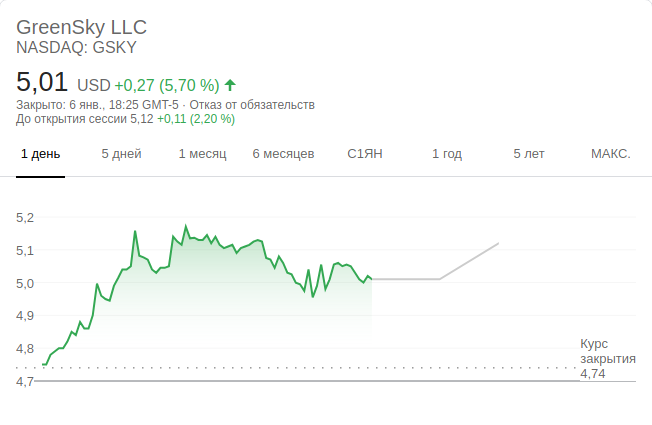 GreenSky LLC
NASDAQ: GSKY
5,01 USD +0,27 (5,70 %)
Закрыто: 6 янв., 18:25 GMT-5 · Отказ от обязательств
До открытия сессии 5,12 +0,11 (2,20 %)
1 день 5 дней 1 месяц 6 месяцев С1ЯН 1 год 5 лет МАКС.
5,2
5,1
5,0
4,9
4,8
4,7
Курс
закрытия
4,74